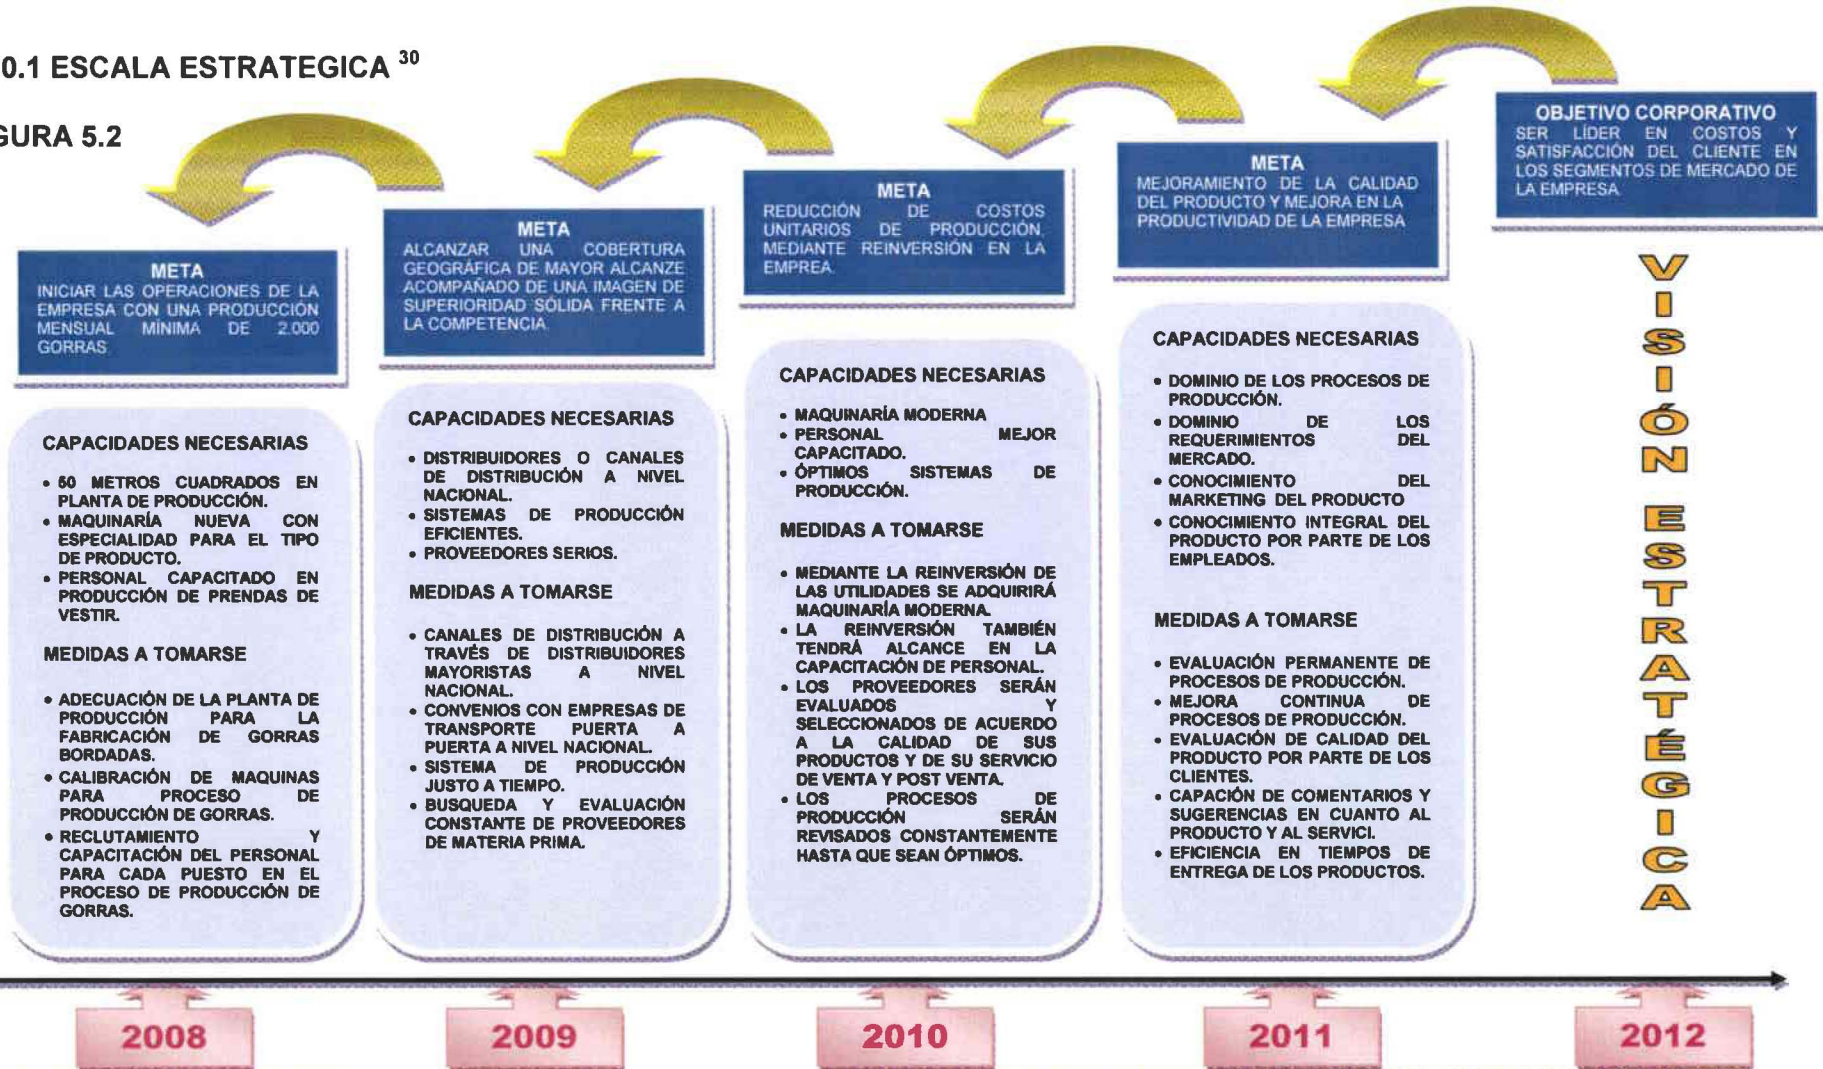 0.1 ESCALA ESTRATEGICA 30
GURA 5.2
META
INICIAR LAS OPERACIONES DE LA
EMPRESA CON UNA PRODUCCIÓN
MENSUAL MÍNIMA DE 2.000
GORRAS
CAPACIDADES NECESARIAS
• 50 METROS CUADRADOS EN
PLANTA DE PRODUCCIÓN.
• MAQUINARÍA NUEVA CON
ESPECIALIDAD PARA EL TIPO
DE PRODUCTO.
• PERSONAL CAPACITADO EN
PRODUCCIÓN DE PRENDAS DE
VESTIR.
MEDIDAS A TOMARSE
• ADECUACIÓN DE LA PLANTA DE
PRODUCCIÓN PARA LA
FABRICACIÓN DE GORRAS
BORDADAS.
• CALIBRACIÓN DE MAQUINAS
PARA PROCESO DE
PRODUCCIÓN DE GORRAS.
• RECLUTAMIENTO Y
CAPACITACIÓN DEL PERSONAL
PARA CADA PUESTO EN EL
PROCESO DE PRODUCCIÓN DE
GORRAS.
2008
META
ALCANZAR UNA COBERTURA
GEOGRÁFICA DE MAYOR ALCANZE
ACOMPAÑADO DE UNA IMAGEN DE
SUPERIORIDAD SÓLIDA FRENTE A
LA COMPETENCIA.
CAPACIDADES NECESARIAS
• DISTRIBUIDORES O CANALES
DE DISTRIBUCIÓN A NIVEL
NACIONAL.
• SISTEMAS DE PRODUCCIÓN
EFICIENTES.
• PROVEEDORES SERIOS.
MEDIDAS A TOMARSE
• CANALES DE DISTRIBUCIÓN A
TRAVÉS DE DISTRIBUIDORES
MAYORISTAS A NIVEL
NACIONAL.
• CONVENIOS CON EMPRESAS DE
TRANSPORTE PUERTA A
PUERTA A NIVEL NACIONAL.
• SISTEMA DE PRODUCCIÓN
JUSTO A TIEMPO.
• BUSQUEDA Y EVALUACIÓN
CONSTANTE DE PROVEEDORES
DE MATERIA PRIMA.
2009
META
REDUCCIÓN DE COSTOS
UNITARIOS DE PRODUCCIÓN,
MEDIANTE REINVERSIÓN EN LA
EMPREA.
CAPACIDADES NECESARIAS
• MAQUINARÍA MODERNA
• PERSONAL MEJOR
CAPACITADO.
• ÓPTIMOS SISTEMAS DE
PRODUCCIÓN.
MEDIDAS A TOMARSE
• MEDIANTE LA REINVERSIÓN DE
LAS UTILIDADES SE ADQUIRIRÁ
MAQUINARÍA MODERNA.
• LA REINVERSIÓN TAMBIÉN
TENDRÁ ALCANCE EN LA
CAPACITACIÓN DE PERSONAL.
• LOS PROVEEDORES SERÁN
EVALUADOS Y
SELECCIONADOS DE ACUERDO
A LA CALIDAD DE SUS
PRODUCTOS Y DE SU SERVICIO
DE VENTA Y POST VENTA.
• LOS PROCESOS DE
PRODUCCIÓN SERÁN
REVISADOS CONSTANTEMENTE
HASTA QUE SEAN ÓPTIMOS.
2010
META
MEJORAMIENTO DE LA CALIDAD
DEL PRODUCTO Y MEJORA EN LA
PRODUCTIVIDAD DE LA EMPRESA
CAPACIDADES NECESARIAS
• DOMINIO DE LOS PROCESOS DE
PRODUCCIÓN.
• DOMINIO DE LOS
REQUERIMIENTOS DEL
MERCADO.
• CONOCIMIENTO DEL
MARKETING DEL PRODUCTO
• CONOCIMIENTO INTEGRAL DEL
PRODUCTO POR PARTE DE LOS
EMPLEADOS.
MEDIDAS A TOMARSE
• EVALUACIÓN PERMANENTE DE
PROCESOS DE PRODUCCIÓN.
• MEJORA CONTINUA DE
PROCESOS DE PRODUCCIÓN.
• EVALUACIÓN DE CALIDAD DEL
PRODUCTO POR PARTE DE LOS
CLIENTES.
• CAPACIÓN DE COMENTARIOS Y
SUGERENCIAS EN CUANTO AL
PRODUCTO Y AL SERVICI.
• EFICIENCIA EN TIEMPOS DE
ENTREGA DE LOS PRODUCTOS.
2011
OBJETIVO CORPORATIVO
SER LÍDER EN COSTOS Y
SATISFACCIÓN DEL CLIENTE EN
LOS SEGMENTOS DE MERCADO DE
LA EMPRESA.
VISIÓN ESTRATÉGICA
2012